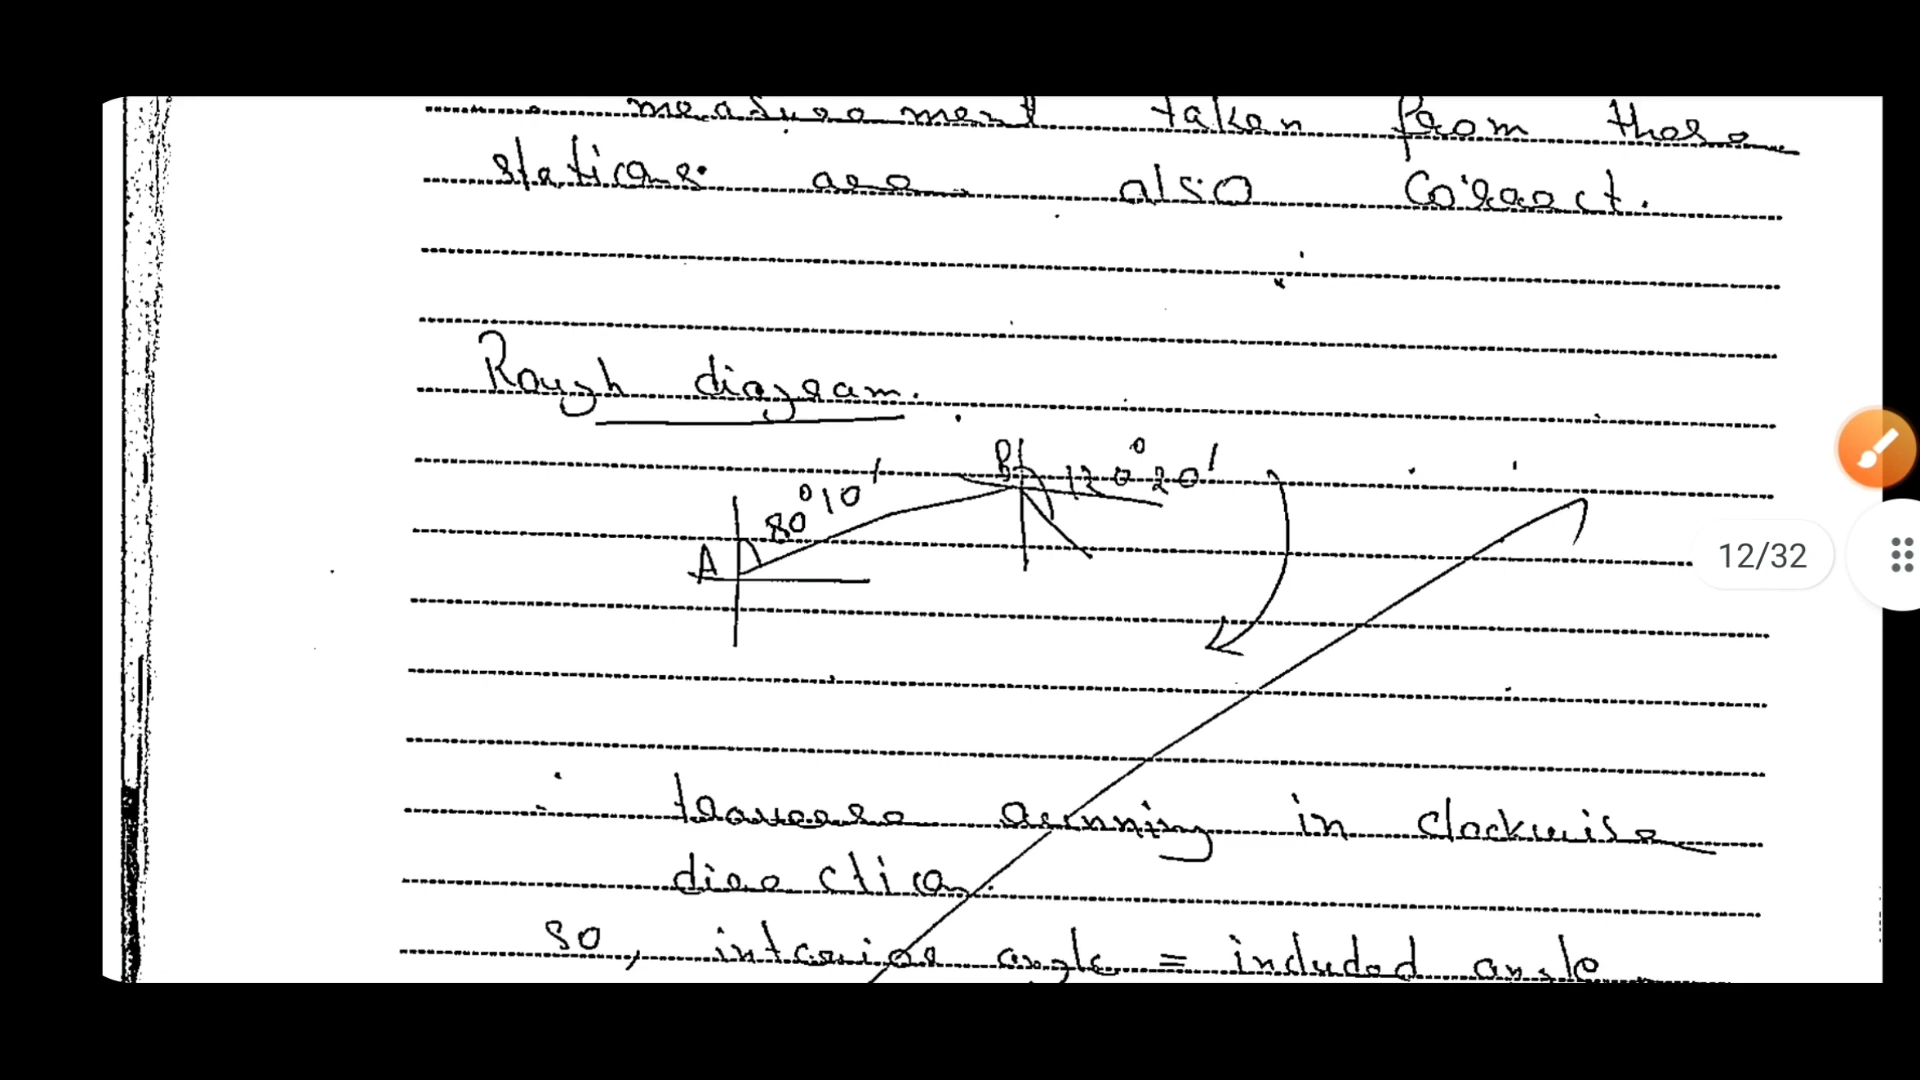 measurement taken from these
stations are also Correct.
Rough diagram.
B 120°20'
80°10'
A
12/32
∴ traverse running in clockwise
direction.
so, interior angle = included angle